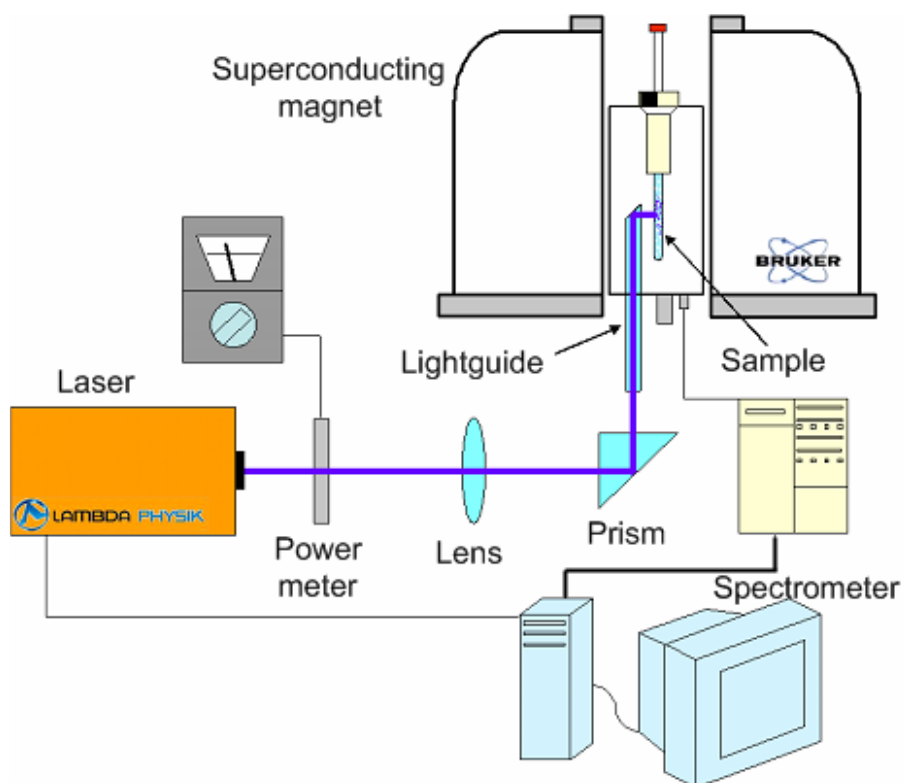 Superconducting
magnet
BRUKER
Lightguide
Sample
Laser
LAMBDA PHYSIK
Power
meter
Lens
Prism
Spectrometer